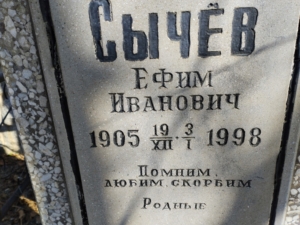 СЫЧЁВ
ЕФИМ
ИВАНОВИЧ
1905 19/XII · 3/I 1998
ПОМНИМ,
ЛЮБИМ, СКОРБИМ
РОДНЫЕ